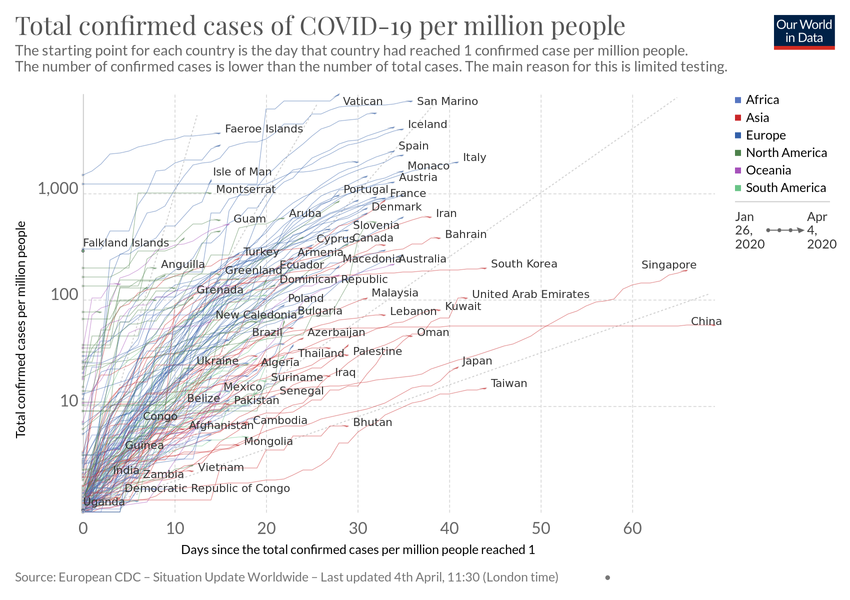 Total confirmed cases of COVID-19 per million people
The starting point for each country is the day that country had reached 1 confirmed case per million people.
The number of confirmed cases is lower than the number of total cases. The main reason for this is limited testing.
Our World
in Data
Total confirmed cases per million people
1,000
100
10
Vatican
San Marino
Faeroe Islands
Iceland
Spain
Italy
Monaco
Isle of Man
Austria
Montserrat
Portugal
France
Denmark
Guam
Aruba
Iran
Slovenia
Falkland Islands
Cyprus
Canada
Bahrain
Turkey
Armenia
Macedonia
Australia
Anguilla
Greenland
Ecuador
South Korea
Singapore
Dominican Republic
Grenada
Poland
Malaysia
United Arab Emirates
New Caledonia
Bulgaria
Lebanon
Kuwait
China
Brazil
Azerbaijan
Oman
Thailand
Palestine
Ukraine
Algeria
Japan
Suriname
Iraq
Mexico
Senegal
Taiwan
Belize
Pakistan
Congo
Afghanistan
Cambodia
Bhutan
Guinea
Mongolia
India
Zambia
Vietnam
Democratic Republic of Congo
Uganda
0
10
20
30
40
50
60
Days since the total confirmed cases per million people reached 1
Africa
Asia
Europe
North America
Oceania
South America
Jan
26,
2020
Apr
4,
2020
Source: European CDC – Situation Update Worldwide – Last updated 4th April, 11:30 (London time)